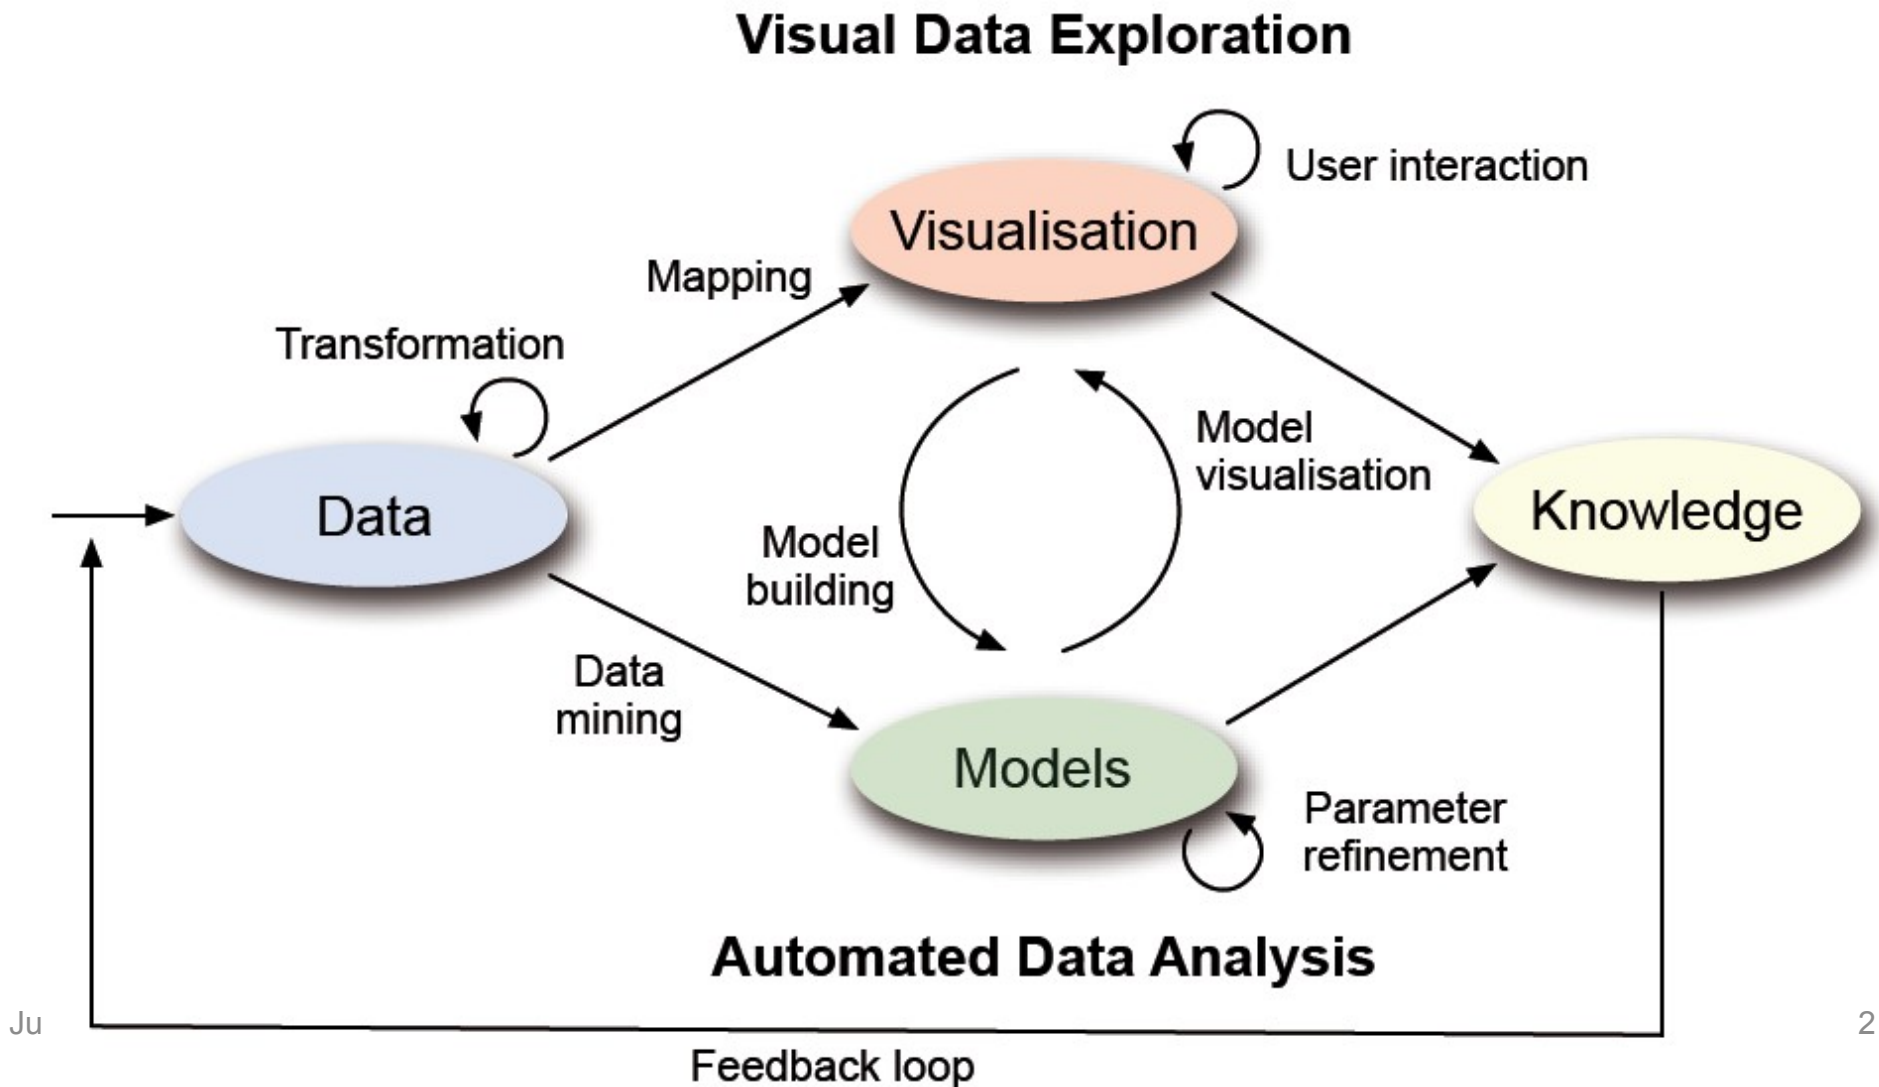 Visual Data Exploration
User interaction
Visualisation
Mapping
Transformation
Model
visualisation
Data
Knowledge
Model
building
Data
mining
Models
Parameter
refinement
Automated Data Analysis
Ju
2
Feedback loop